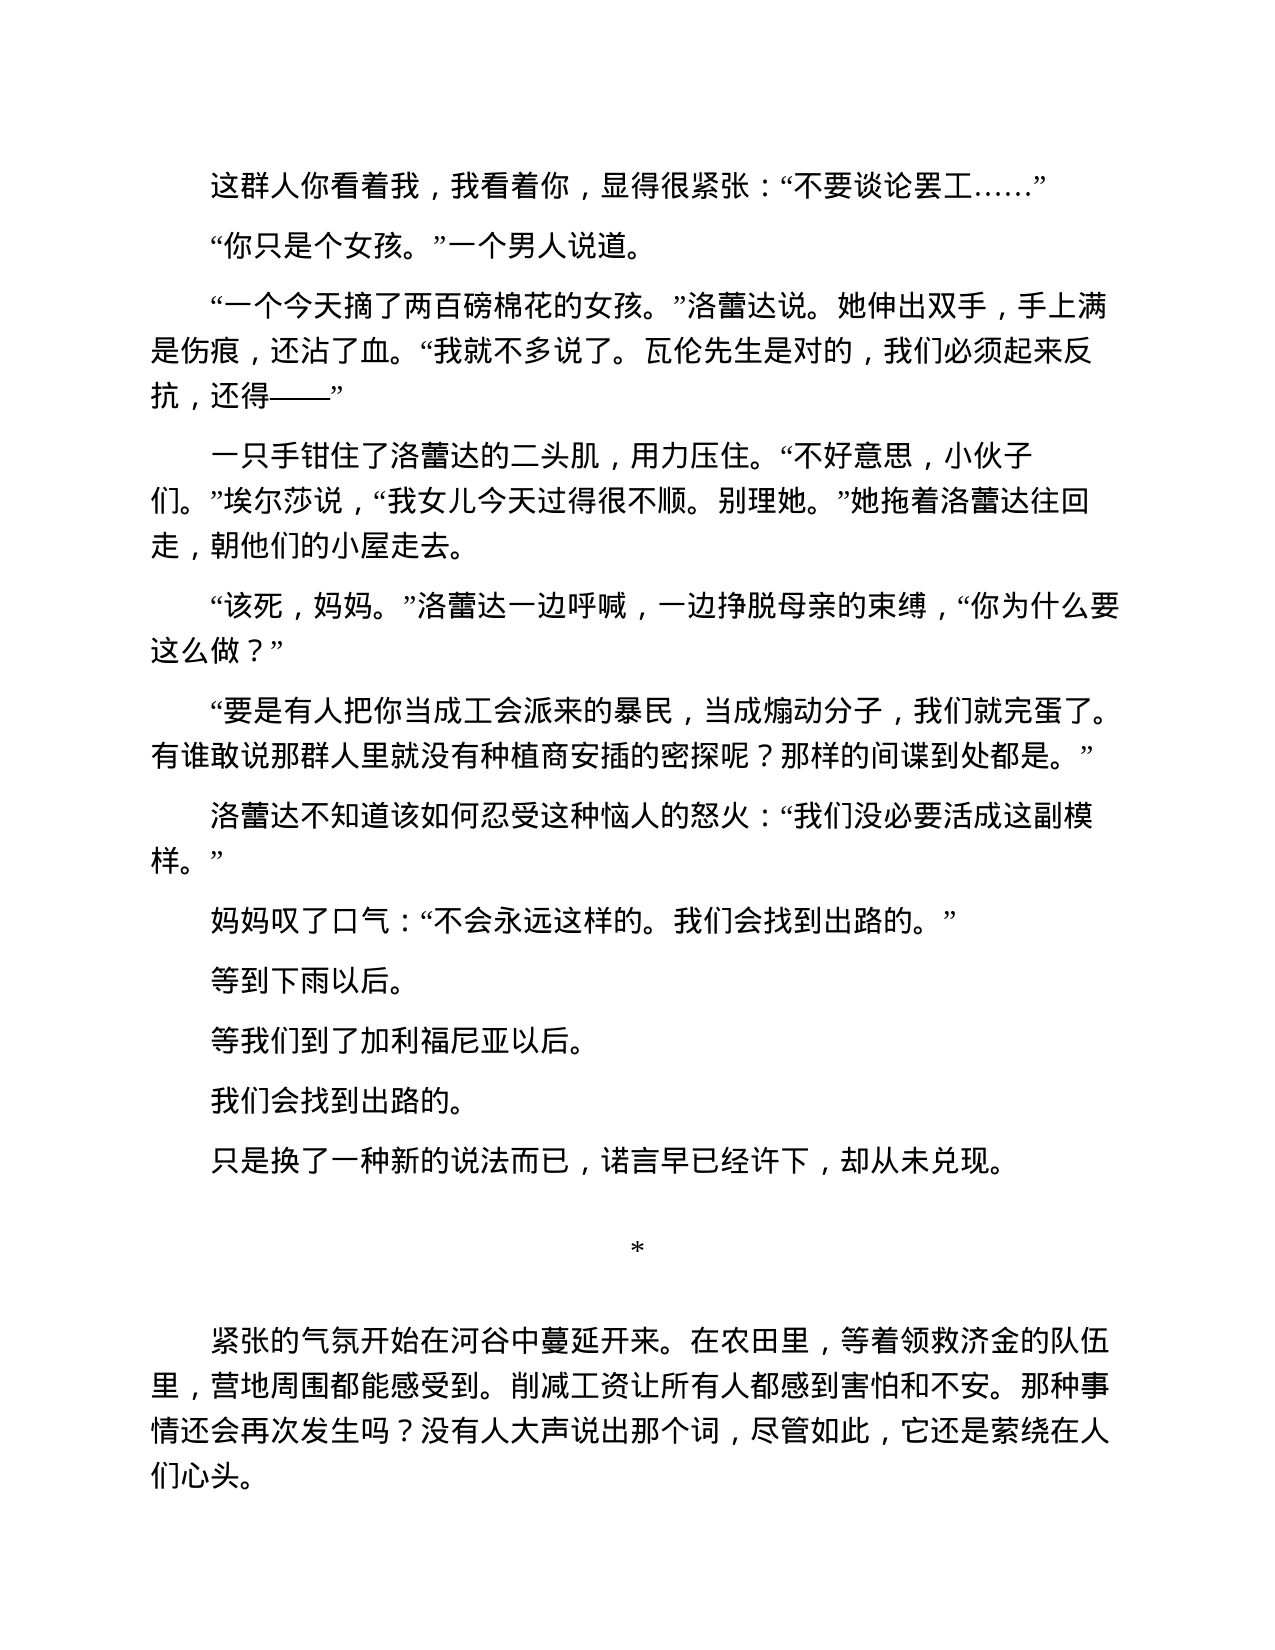 这群人你看着我，我看着你，显得很紧张：“不要谈论罢工……”
“你只是个女孩。”一个男人说道。
“一个今天摘了两百磅棉花的女孩。”洛蕾达说。她伸出双手，手上满
是伤痕，还沾了血。“我就不多说了。瓦伦先生是对的，我们必须起来反
抗，还得——”
一只手钳住了洛蕾达的二头肌，用力压住。“不好意思，小伙子
们。”埃尔莎说，“我女儿今天过得很不顺。别理她。”她拖着洛蕾达往回
走，朝他们的小屋走去。
“该死，妈妈。”洛蕾达一边呼喊，一边挣脱母亲的束缚，“你为什么要
这么做？”
“要是有人把你当成工会派来的暴民，当成煽动分子，我们就完蛋了。
有谁敢说那群人里就没有种植商安插的密探呢？那样的间谍到处都是。”
洛蕾达不知道该如何忍受这种恼人的怒火：“我们没必要活成这副模
样。”
妈妈叹了口气：“不会永远这样的。我们会找到出路的。”
等到下雨以后。
等我们到了加利福尼亚以后。
我们会找到出路的。
只是换了一种新的说法而已，诺言早已经许下，却从未兑现。
*
紧张的气氛开始在河谷中蔓延开来。在农田里，等着领救济金的队伍
里，营地周围都能感受到。削减工资让所有人都感到害怕和不安。那种事
情还会再次发生吗？没有人大声说出那个词，尽管如此，它还是萦绕在人
们心头。